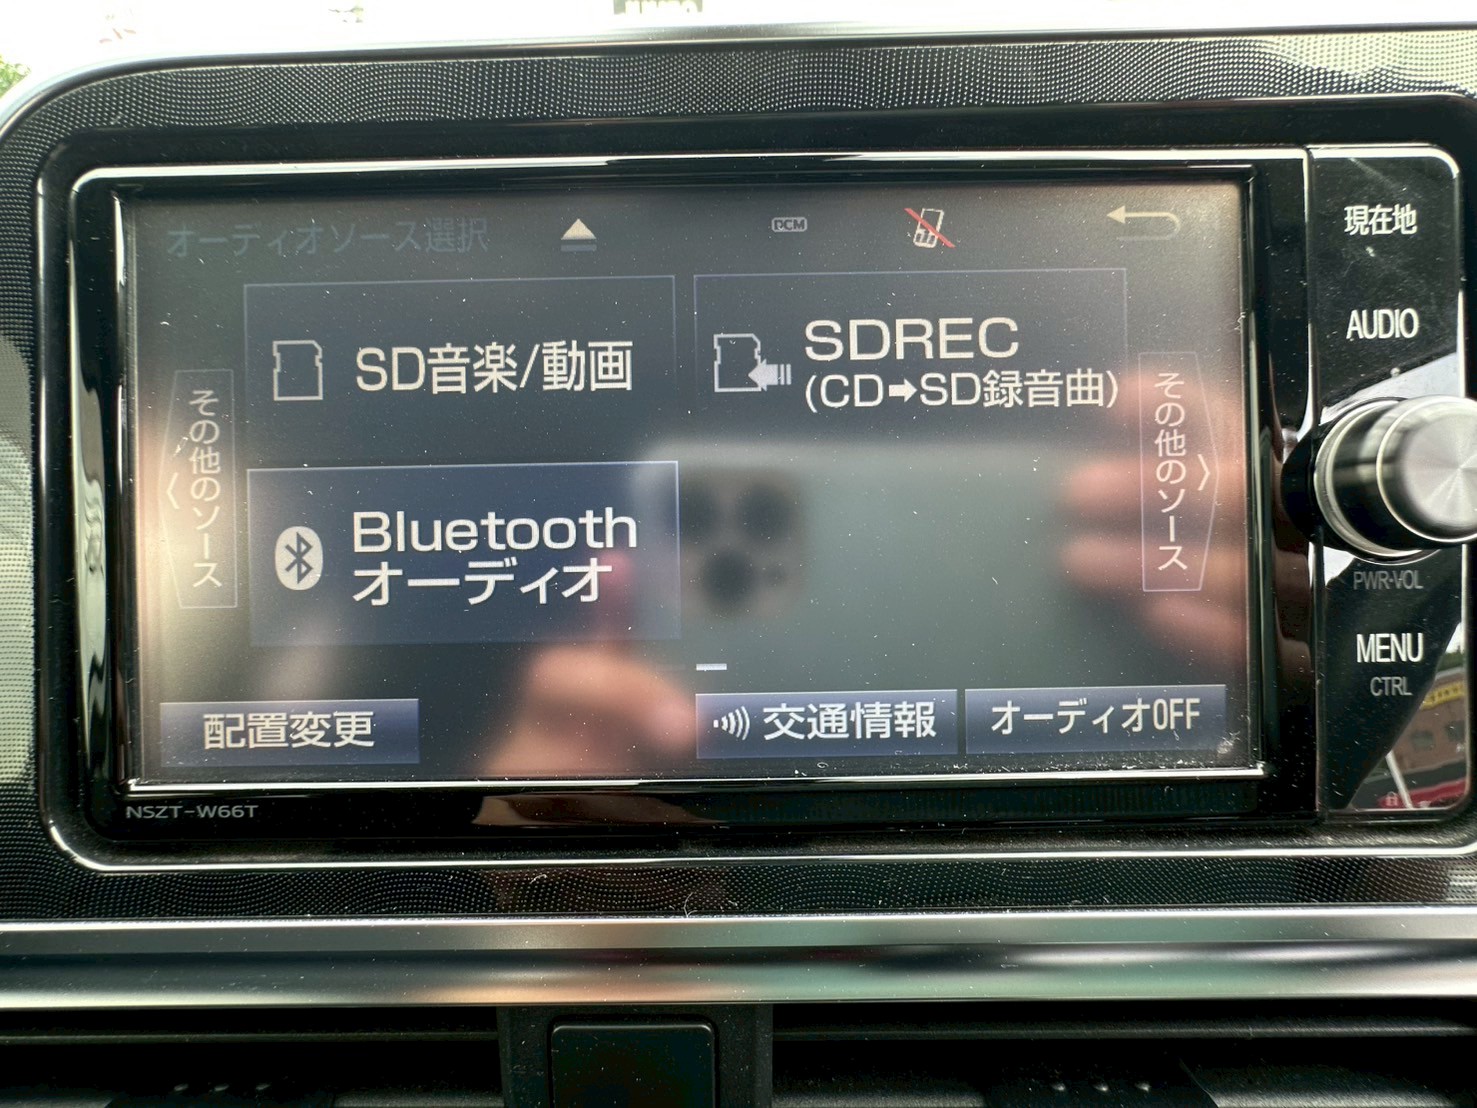 オーディオソース選択
DCM
現在地
SD音楽/動画
SDREC
(CD➡SD録音曲)
AUDIO
その他のソース
その他のソース
Bluetooth
オーディオ
PWR·VOL
MENU
CTRL
配置変更
交通情報
オーディオOFF
NSZT-W66T